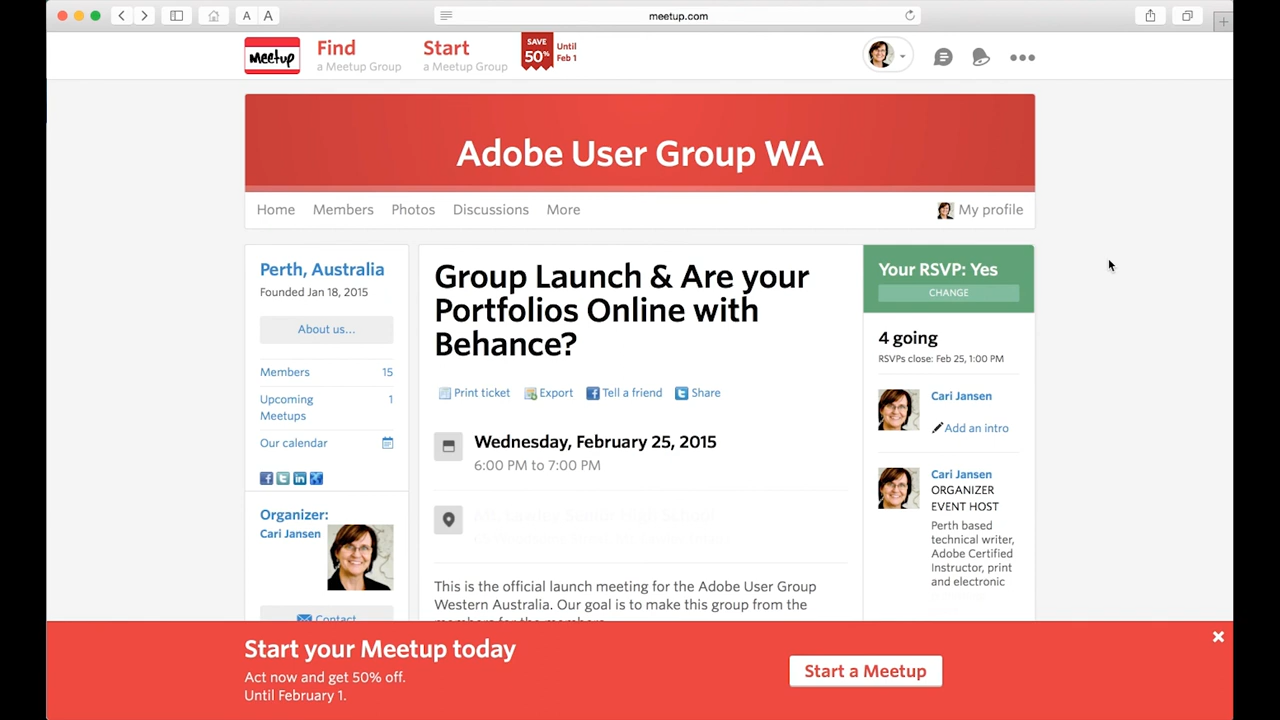 A A
meetup.com
Meetup
Find
a Meetup Group
Start
a Meetup Group
SAVE
50%
Until
Feb 1
Adobe User Group WA
Home Members Photos Discussions More
My profile
Perth, Australia
Founded Jan 18, 2015
About us...
Members 15
Upcoming
Meetups 1
Our calendar
Organizer:
Cari Jansen
Contact
Group Launch & Are your
Portfolios Online with
Behance?
Print ticket Export Tell a friend Share
Wednesday, February 25, 2015
6:00 PM to 7:00 PM
This is the official launch meeting for the Adobe User Group
Western Australia. Our goal is to make this group from the
members for the members.
Your RSVP: Yes
CHANGE
4 going
RSVPs close: Feb 25, 1:00 PM
Cari Jansen
Add an intro
Cari Jansen
ORGANIZER
EVENT HOST
Perth based
technical writer,
Adobe Certified
Instructor, print
and electronic
Start your Meetup today
Act now and get 50% off.
Until February 1.
Start a Meetup